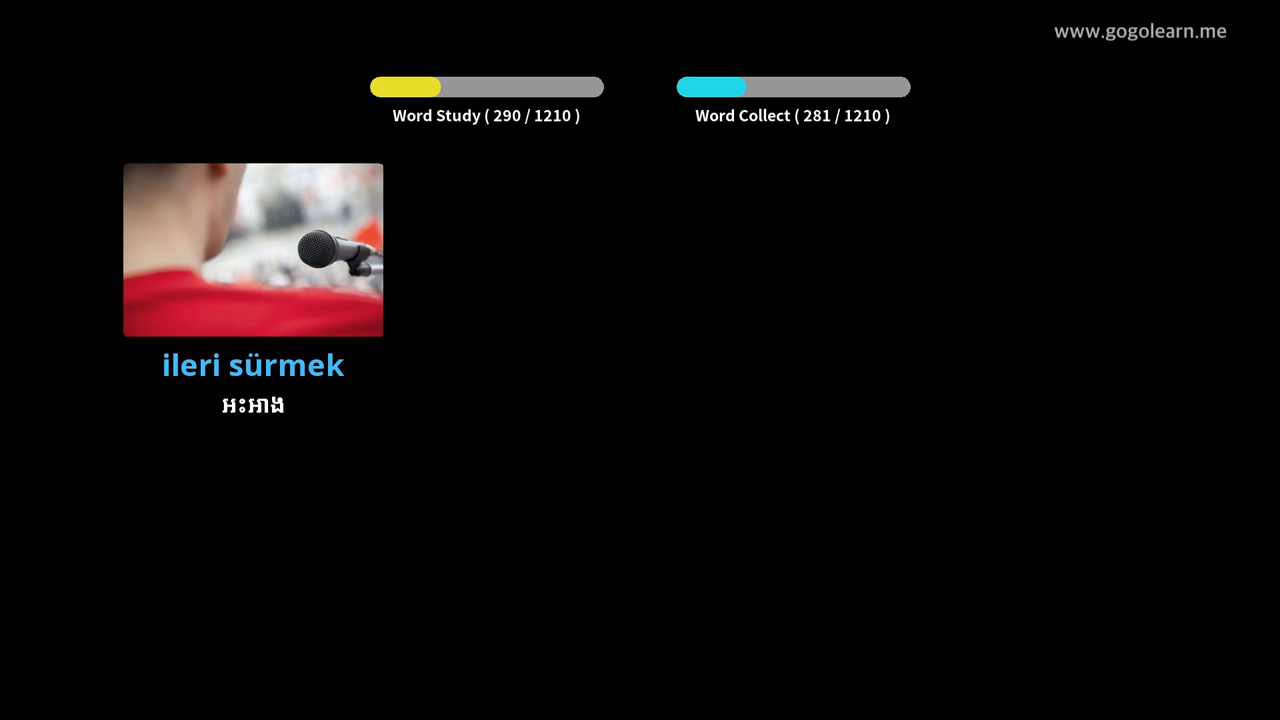 www.gogolearn.me
Word Study ( 290 / 1210 )
Word Collect ( 281 / 1210 )
ileri sürmek
អះអាង